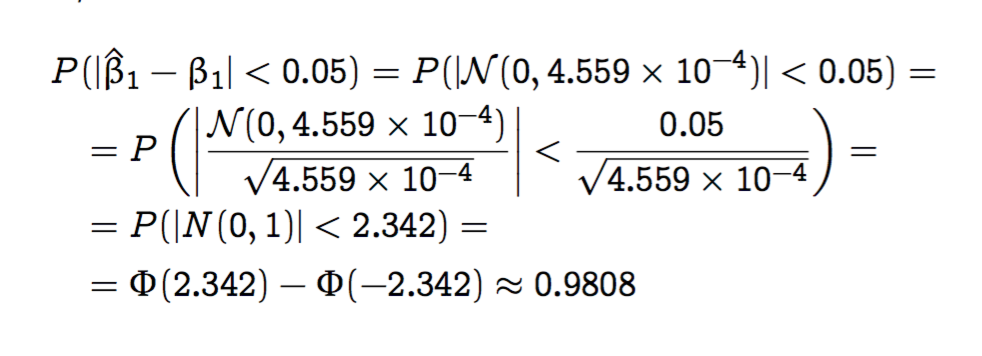 P(|β̂₁ − β₁| < 0.05) = P(|𝒩(0, 4.559 × 10⁻⁴)| < 0.05) =
= P(|𝒩(0, 4.559 × 10⁻⁴) / √(4.559 × 10⁻⁴)| < 0.05 / √(4.559 × 10⁻⁴)) =
= P(|N(0, 1)| < 2.342) =
= Φ(2.342) − Φ(−2.342) ≈ 0.9808